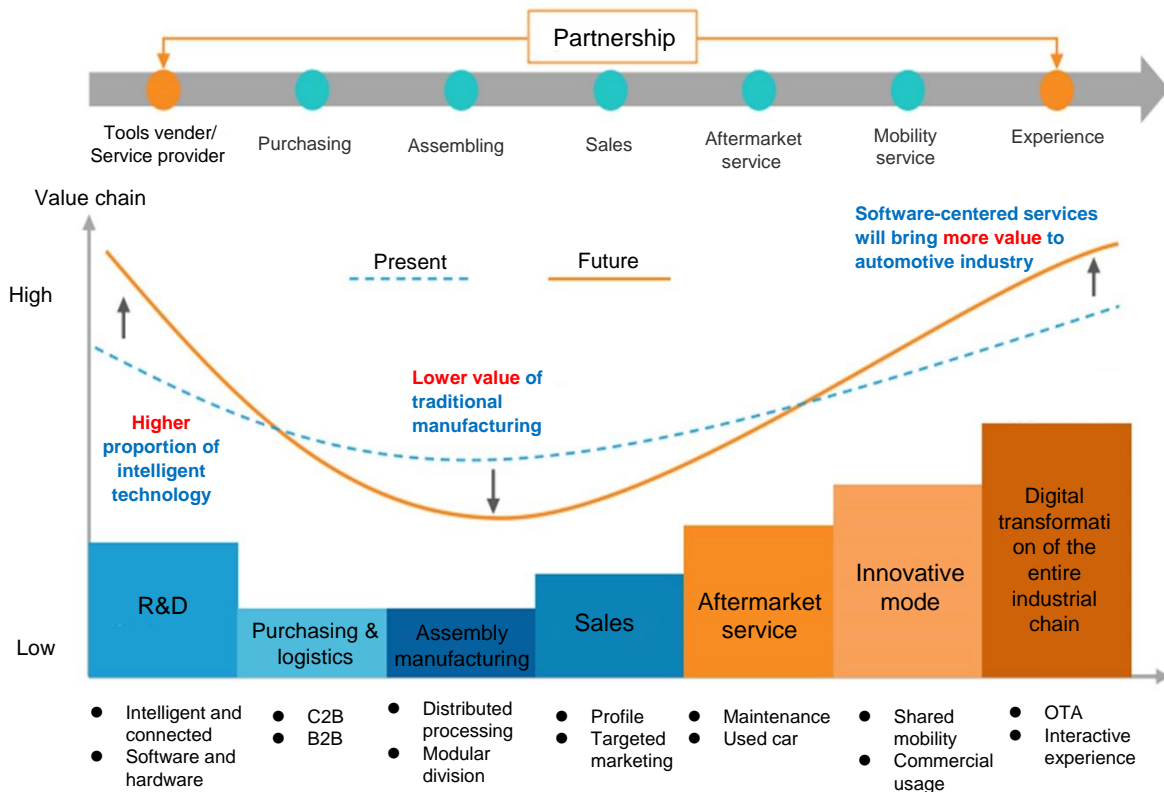 Partnership
Tools vender/
Service provider
Purchasing
Assembling
Sales
Aftermarket
service
Mobility
service
Experience
Value chain
Software-centered services
will bring more value to
automotive industry
Present
Future
High
Lower value of
traditional
manufacturing
Higher
proportion of
intelligent
technology
Digital
transformati
on of the
entire
industrial
chain
R&D
Purchasing &
logistics
Assembly
manufacturing
Sales
Aftermarket
service
Innovative
mode
Low
● Intelligent and
connected
● Software and
hardware
● C2B
● B2B
● Distributed
processing
● Modular
division
● Profile
● Targeted
marketing
● Maintenance
● Used car
● Shared
mobility
● Commercial
usage
● OTA
● Interactive
experience